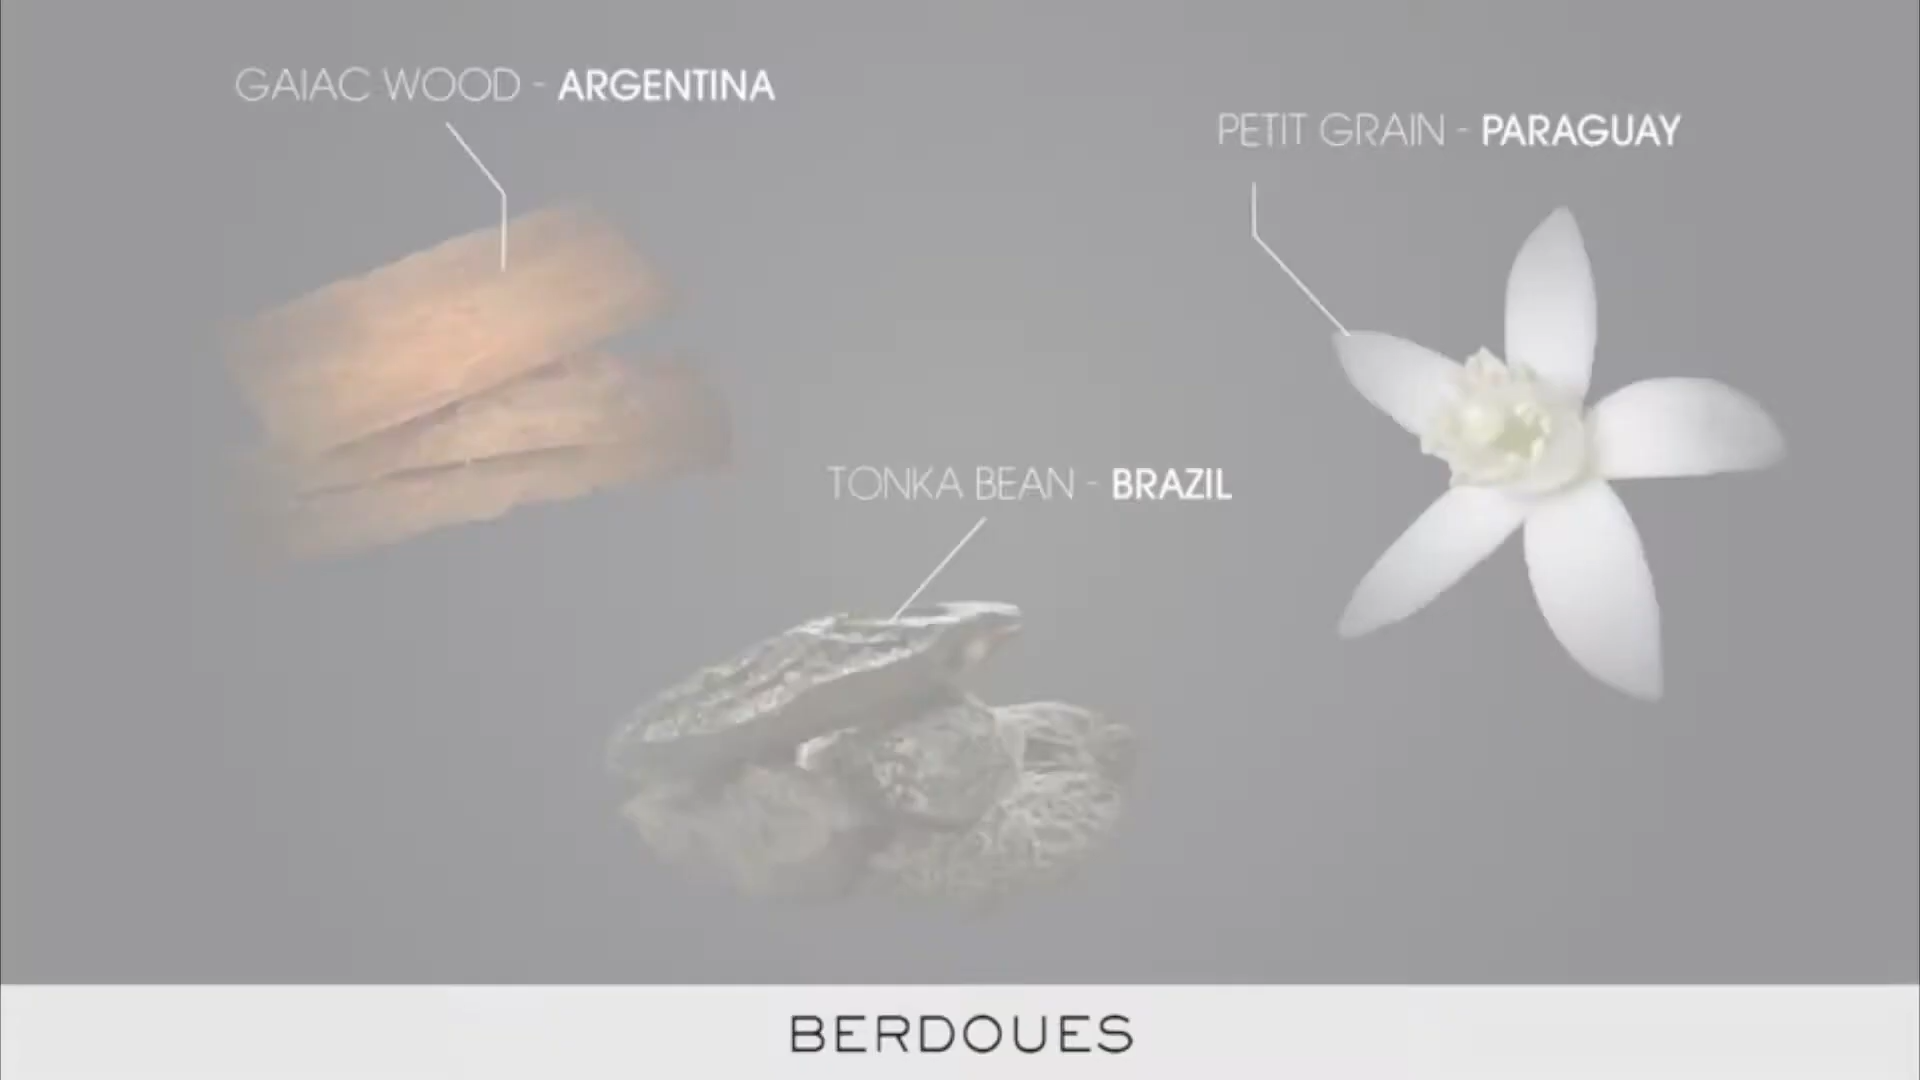 GAIAC WOOD - ARGENTINA
PETIT GRAIN - PARAGUAY
TONKA BEAN - BRAZIL
BERDOUES